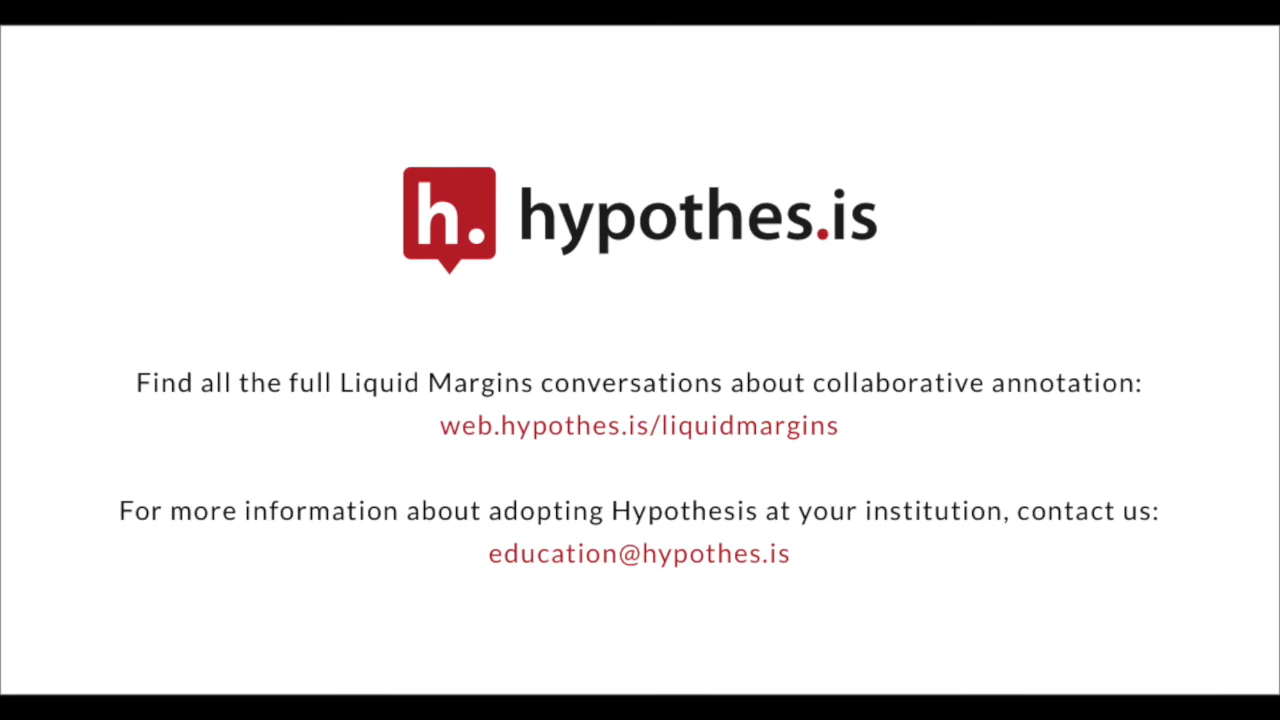 h. hypothes.is
Find all the full Liquid Margins conversations about collaborative annotation:
web.hypothes.is/liquidmargins
For more information about adopting Hypothesis at your institution, contact us:
education@hypothes.is